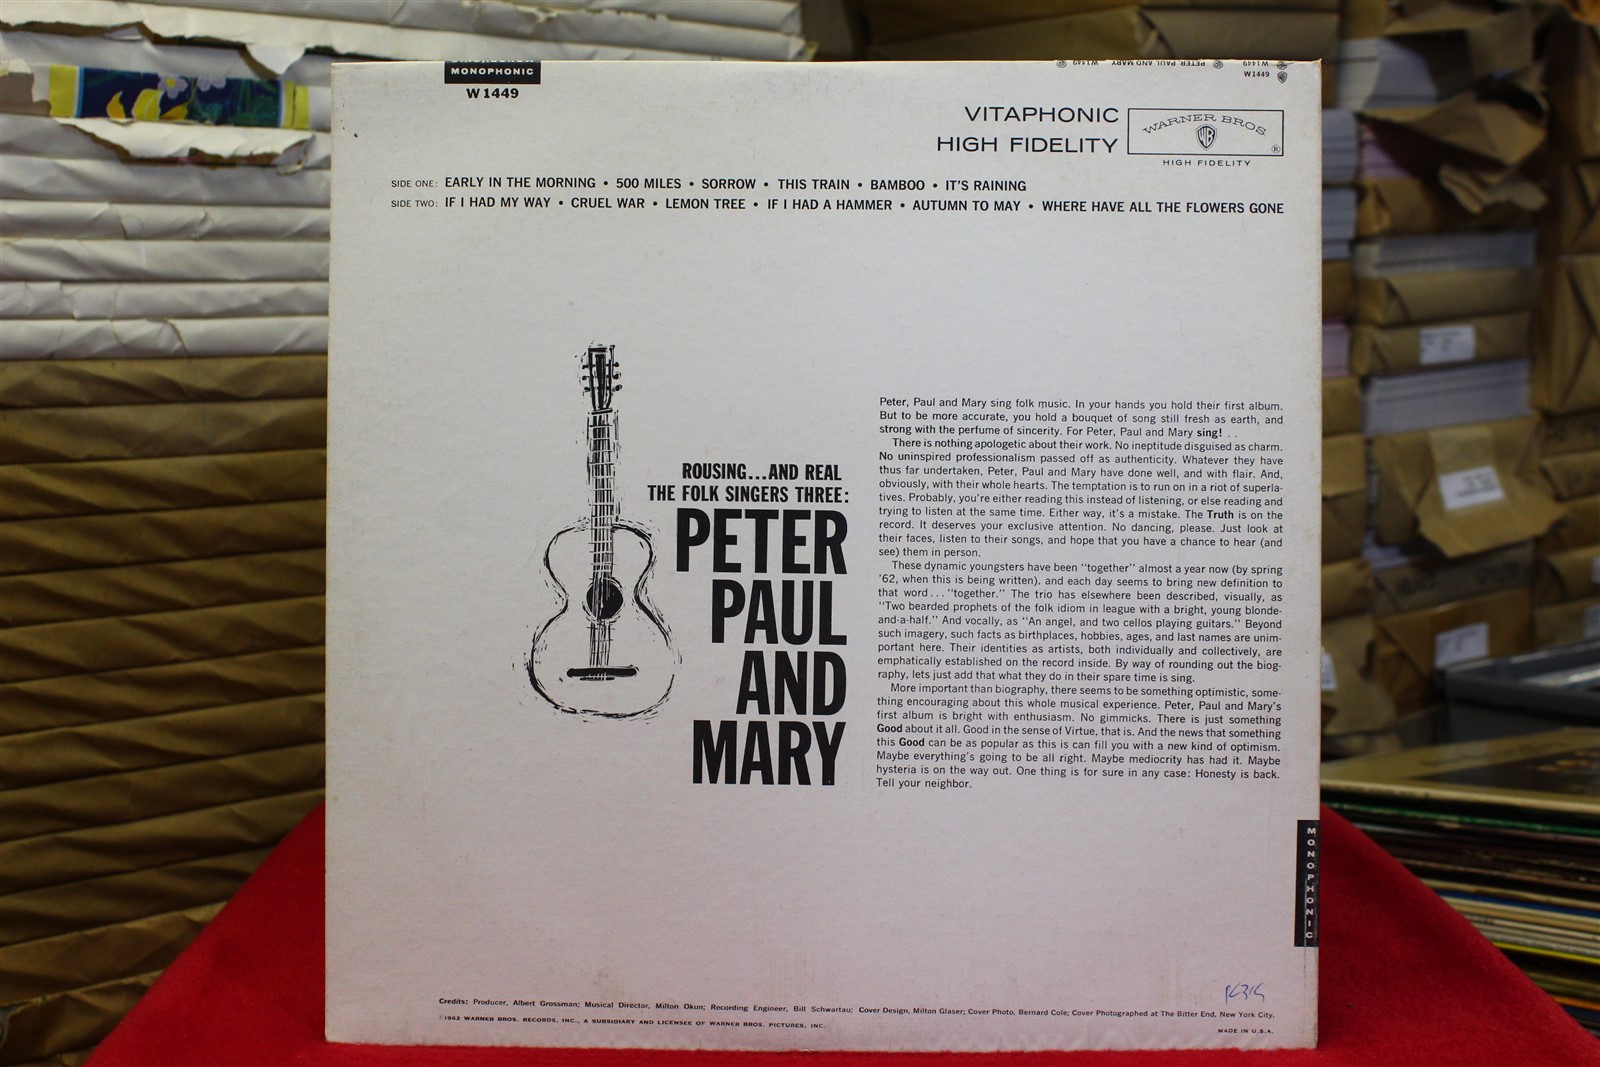 MONOPHONIC
W 1449
W1449 PETER, PAUL AND MARY W1449
W1449
VITAPHONIC
HIGH FIDELITY
WARNER BROS.
WB
®
HIGH FIDELITY
SIDE ONE: EARLY IN THE MORNING • 500 MILES • SORROW • THIS TRAIN • BAMBOO • IT'S RAINING
SIDE TWO: IF I HAD MY WAY • CRUEL WAR • LEMON TREE • IF I HAD A HAMMER • AUTUMN TO MAY • WHERE HAVE ALL THE FLOWERS GONE
ROUSING...AND REAL
THE FOLK SINGERS THREE:
PETER
PAUL
AND
MARY
Peter, Paul and Mary sing folk music. In your hands you hold their first album.
But to be more accurate, you hold a bouquet of song still fresh as earth, and
strong with the perfume of sincerity. For Peter, Paul and Mary sing! . .
There is nothing apologetic about their work. No ineptitude disguised as charm.
No uninspired professionalism passed off as authenticity. Whatever they have
thus far undertaken, Peter, Paul and Mary have done well, and with flair. And,
obviously, with their whole hearts. The temptation is to run on in a riot of superla-
tives. Probably, you're either reading this instead of listening, or else reading and
trying to listen at the same time. Either way, it's a mistake. The Truth is on the
record. It deserves your exclusive attention. No dancing, please. Just look at
their faces, listen to their songs, and hope that you have a chance to hear (and
see) them in person.
These dynamic youngsters have been "together" almost a year now (by spring
'62, when this is being written), and each day seems to bring new definition to
that word... "together." The trio has elsewhere been described, visually, as
"Two bearded prophets of the folk idiom in league with a bright, young blonde-
and-a-half." And vocally, as "An angel, and two cellos playing guitars." Beyond
such imagery, such facts as birthplaces, hobbies, ages, and last names are unim-
portant here. Their identities as artists, both individually and collectively, are
emphatically established on the record inside. By way of rounding out the biog-
raphy, lets just add that what they do in their spare time is sing.
More important than biography, there seems to be something optimistic, some-
thing encouraging about this whole musical experience. Peter, Paul and Mary's
first album is bright with enthusiasm. No gimmicks. There is just something
Good about it all. Good in the sense of Virtue, that is. And the news that something
this Good can be as popular as this is can fill you with a new kind of optimism.
Maybe everything's going to be all right. Maybe mediocrity has had it. Maybe
hysteria is on the way out. One thing is for sure in any case: Honesty is back.
Tell your neighbor.
MONOPHONIC
Credits: Producer, Albert Grossman; Musical Director, Milton Okun; Recording Engineer, Bill Schwartau; Cover Design, Milton Glaser; Cover Photo, Bernard Cole; Cover Photographed at The Bitter End, New York City.
©1962 WARNER BROS. RECORDS, INC., A SUBSIDIARY AND LICENSEE OF WARNER BROS. PICTURES, INC.
MADE IN U.S.A.